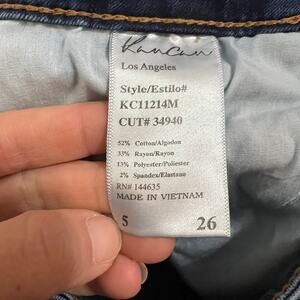 Kancan
Los Angeles
Style/Estilo#
KC11214M
CUT# 34940
52% Cotton/Algodon
33% Rayon/Rayon
13% Polyester/Poliester
2% Spandex/Elastano
RN# 144635
MADE IN VIETNAM
5 26